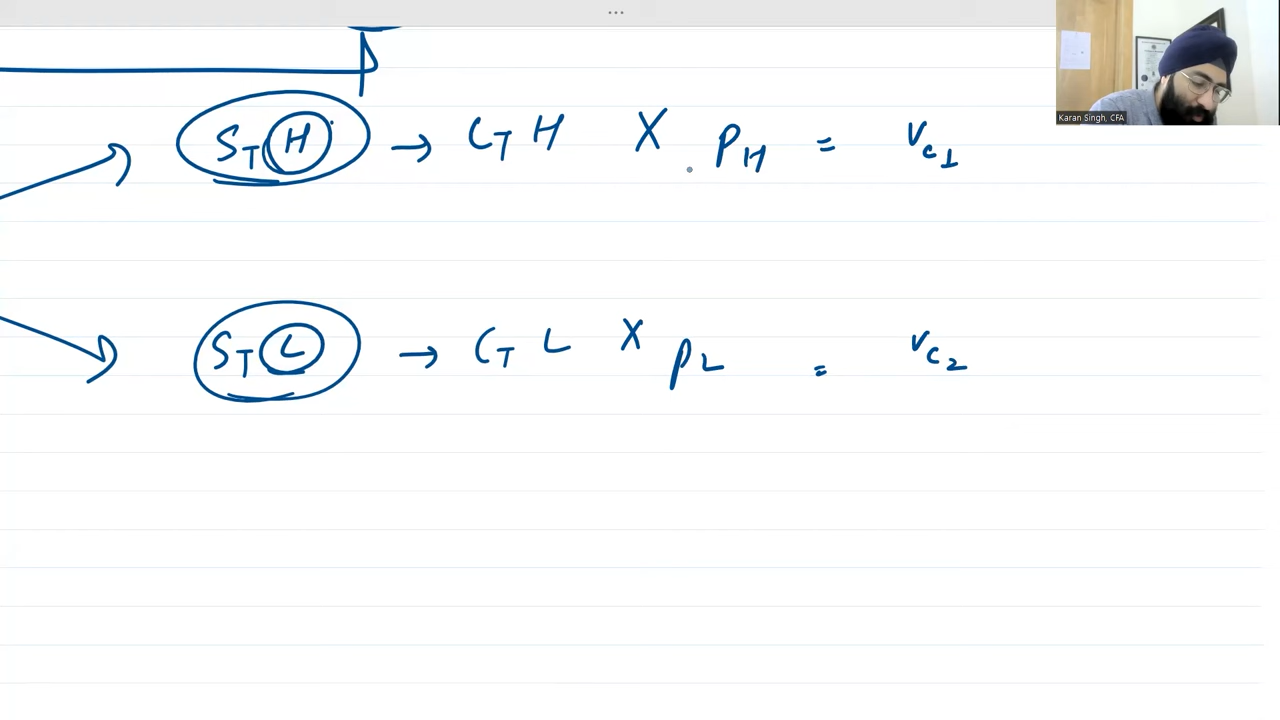 Karan Singh, CFA
S_T H → C_T H X P_H = V_C1
S_T L → C_T L X P_L = V_C2